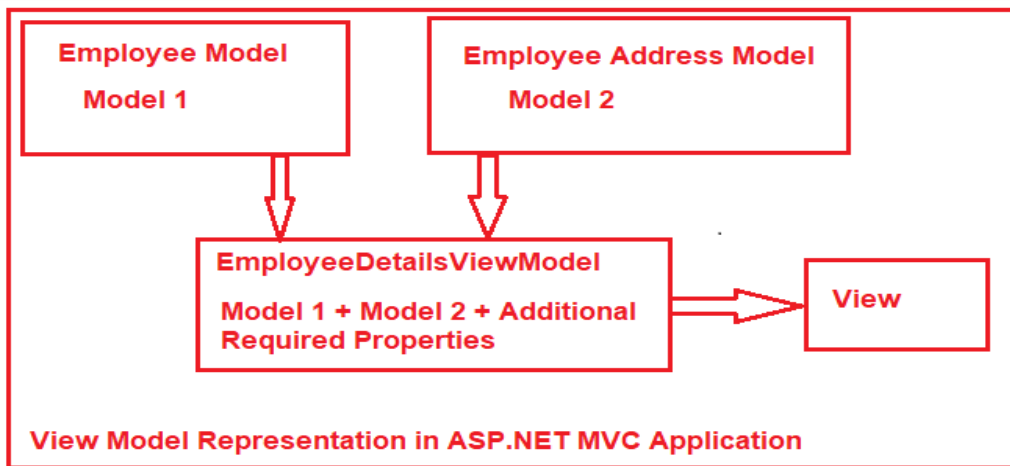 Employee Model
Model 1
Employee Address Model
Model 2
EmployeeDetailsViewModel
Model 1 + Model 2 + Additional
Required Properties
View
View Model Representation in ASP.NET MVC Application